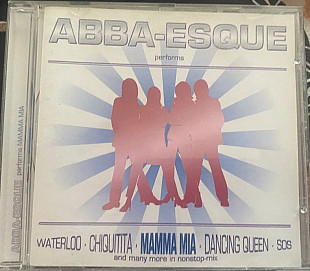 ABBA-ESQUE
performs
WATERLOO · CHIQUITITA · MAMMA MIA · DANCING QUEEN · SOS
and many more in nonstop-mix
ABBA-ESQUE performs MAMMA MIA